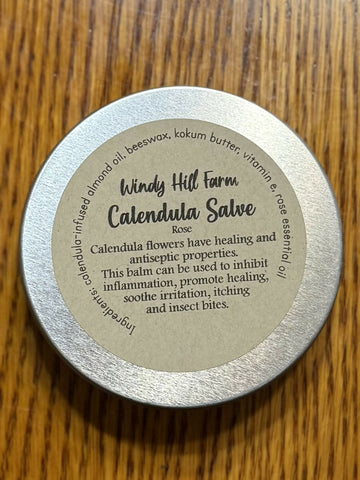 Windy Hill Farm
Calendula Salve
Rose
Calendula flowers have healing and
antiseptic properties.
This balm can be used to inhibit
inflammation, promote healing,
soothe irritation, itching
and insect bites.
Ingredients: calendula-infused almond oil, beeswax, kokum butter, vitamin e, rose essential oil